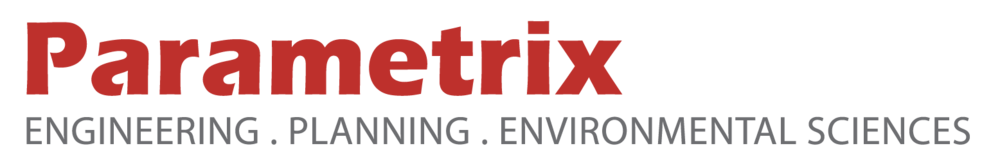 Parametrix
ENGINEERING . PLANNING . ENVIRONMENTAL SCIENCES